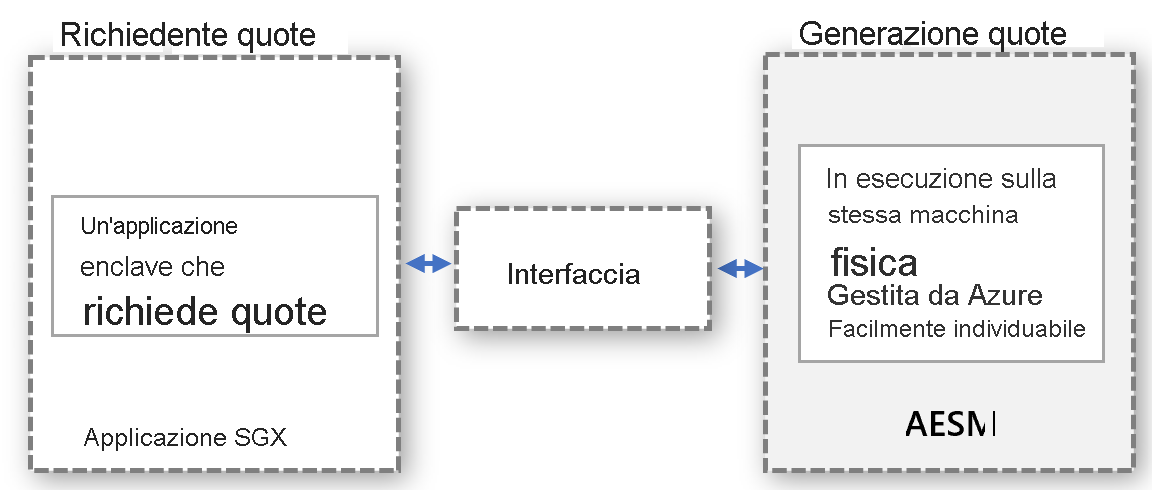 Richiedente quote
Un'applicazione
enclave che
richiede quote
Applicazione SGX
Interfaccia
Generazione quote
In esecuzione sulla
stessa macchina
fisica
Gestita da Azure
Facilmente individuabile
AESM